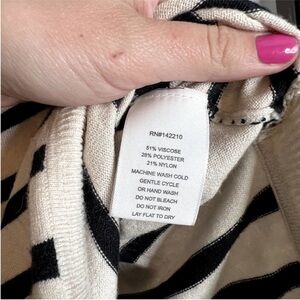 RN#142210
51% VISCOSE
28% POLYESTER
21% NYLON
MACHINE WASH COLD
GENTLE CYCLE
OR HAND WASH
DO NOT BLEACH
DO NOT IRON
LAY FLAT TO DRY